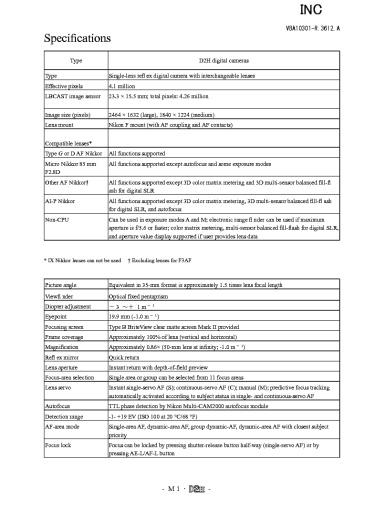 INC
VBA10301-R.3612.A
Specifications
Type D2H digital cameras
Type Single-lens refl ex digital camera with interchangeable lenses
Effective pixels 4.1 million
LBCAST image sensor 23.3 × 15.5 mm; total pixels: 4.26 million
Image size (pixels) 2464 × 1632 (large), 1840 × 1224 (medium)
Lens mount Nikon F mount (with AF coupling and AF contacts)
Compatible lenses*
Type G or D AF Nikkor All functions supported
Micro Nikkor 85 mm All functions supported except autofocus and some exposure modes
F2.8D
Other AF Nikkor† All functions supported except 3D color matrix metering and 3D multi-sensor balanced fill-fl
ash for digital SLR
AI-P Nikkor All functions supported except 3D color matrix metering, 3D multi-sensor balanced fill-fl ash
for digital SLR, and autofocus
Non-CPU Can be used in exposure modes A and M; electronic range fi nder can be used if maximum
aperture is f/5.6 or faster; color matrix metering, multi-sensor balanced fill-flash for digital SLR,
and aperture value display supported if user provides lens data
* IX Nikkor lenses can not be used † Excluding lenses for F3AF
Picture angle Equivalent in 35-mm format is approximately 1.5 times lens focal length
Viewfi nder Optical fixed pentaprism
Diopter adjustment − 3 ～ + 1 m⁻¹
Eyepoint 19.9 mm (-1.0 m⁻¹)
Focusing screen Type B BriteView clear matte screen Mark II provided
Frame coverage Approximately 100% of lens (vertical and horizontal)
Magnification Approximately 0.86× (50-mm lens at infinity; -1.0 m⁻¹)
Refl ex mirror Quick return
Lens aperture Instant return with depth-of-field preview
Focus-area selection Single area or group can be selected from 11 focus areas
Lens servo Instant single-servo AF (S); continuous-servo AF (C); manual (M); predictive focus tracking
automatically activated according to subject status in single- and continuous-servo AF
Autofocus TTL phase detection by Nikon Multi-CAM2000 autofocus module
Detection range -1- +19 EV (ISO 100 at 20 °C/68 °F)
AF-area mode Single-area AF, dynamic-area AF, group dynamic-AF, dynamic-area AF with closest subject
priority
Focus lock Focus can be locked by pressing shutter-release button half-way (single-servo AF) or by
pressing AE-L/AF-L button
- M 1 ·